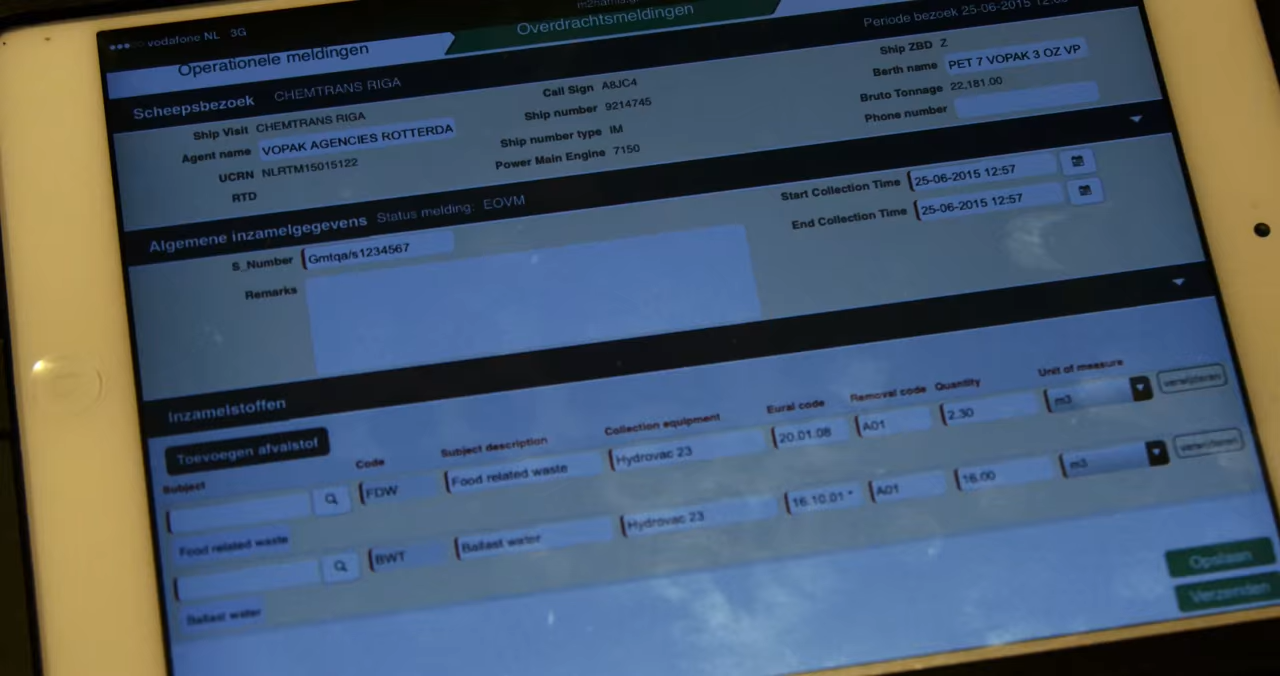 vodafone NL 3G
Operationele meldingen Overdrachtsmeldingen
Scheepsbezoek CHEMTRANS RIGA Periode bezoek 25-06-2015
Ship Visit CHEMTRANS RIGA Call Sign A8JC4 Ship ZBD Z
Agent name VOPAK AGENCIES ROTTERDA Ship number 9214745 Berth name PET 7 VOPAK 3 OZ VP
UCRN NLRTM15015122 Ship number type IM Bruto Tonnage 22,181.00
RTD Power Main Engine 7150 Phone number
Algemene inzamelgegevens Status melding: EOVM
S_Number Gmtqa/s1234567 Start Collection Time 25-06-2015 12:57
Remarks End Collection Time 25-06-2015 12:57
Inzamelstoffen
Toevoegen afvalstof
Subject Code Subject description Collection equipment Eural code Removal code Quantity Unit of measure
FDW Food related waste Hydrovac 23 20.01.08 A01 2.30 m3 verwijderen
Food related waste
BWT Ballast water Hydrovac 23 16.10.01 * A01 16.00 m3 verwijderen
Ballast water
Opslaan
Verzenden